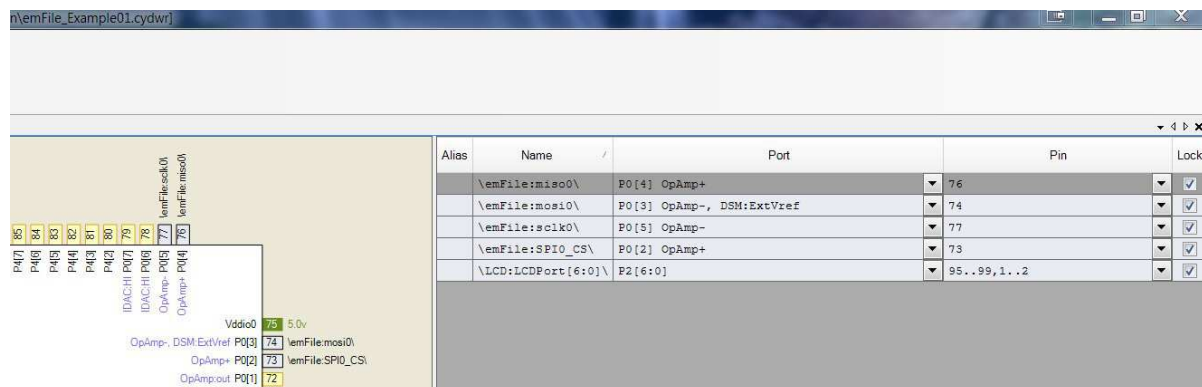 n\emFile_Example01.cydwr]
Alias Name / Port Pin Lock
\emFile:miso0\ P0[4] OpAmp+ 76
\emFile:mosi0\ P0[3] OpAmp-, DSM:ExtVref 74
\emFile:sclk0\ P0[5] OpAmp- 77
\emFile:SPI0_CS\ P0[2] OpAmp+ 73
\LCD:LCDPort[6:0]\ P2[6:0] 95..99,1..2
\emFile:sclk0\
\emFile:miso0\
85 84 83 82 81 80 79 78 77 76
P4[7] P4[6] P4[5] P4[4] P4[3] P4[2] IDAC:HI P0[7] IDAC:HI P0[6] OpAmp- P0[5] OpAmp+ P0[4]
Vddio0 75 5.0v
OpAmp-, DSM:ExtVref P0[3] 74 \emFile:mosi0\
OpAmp+ P0[2] 73 \emFile:SPI0_CS\
OpAmp:out P0[1] 72